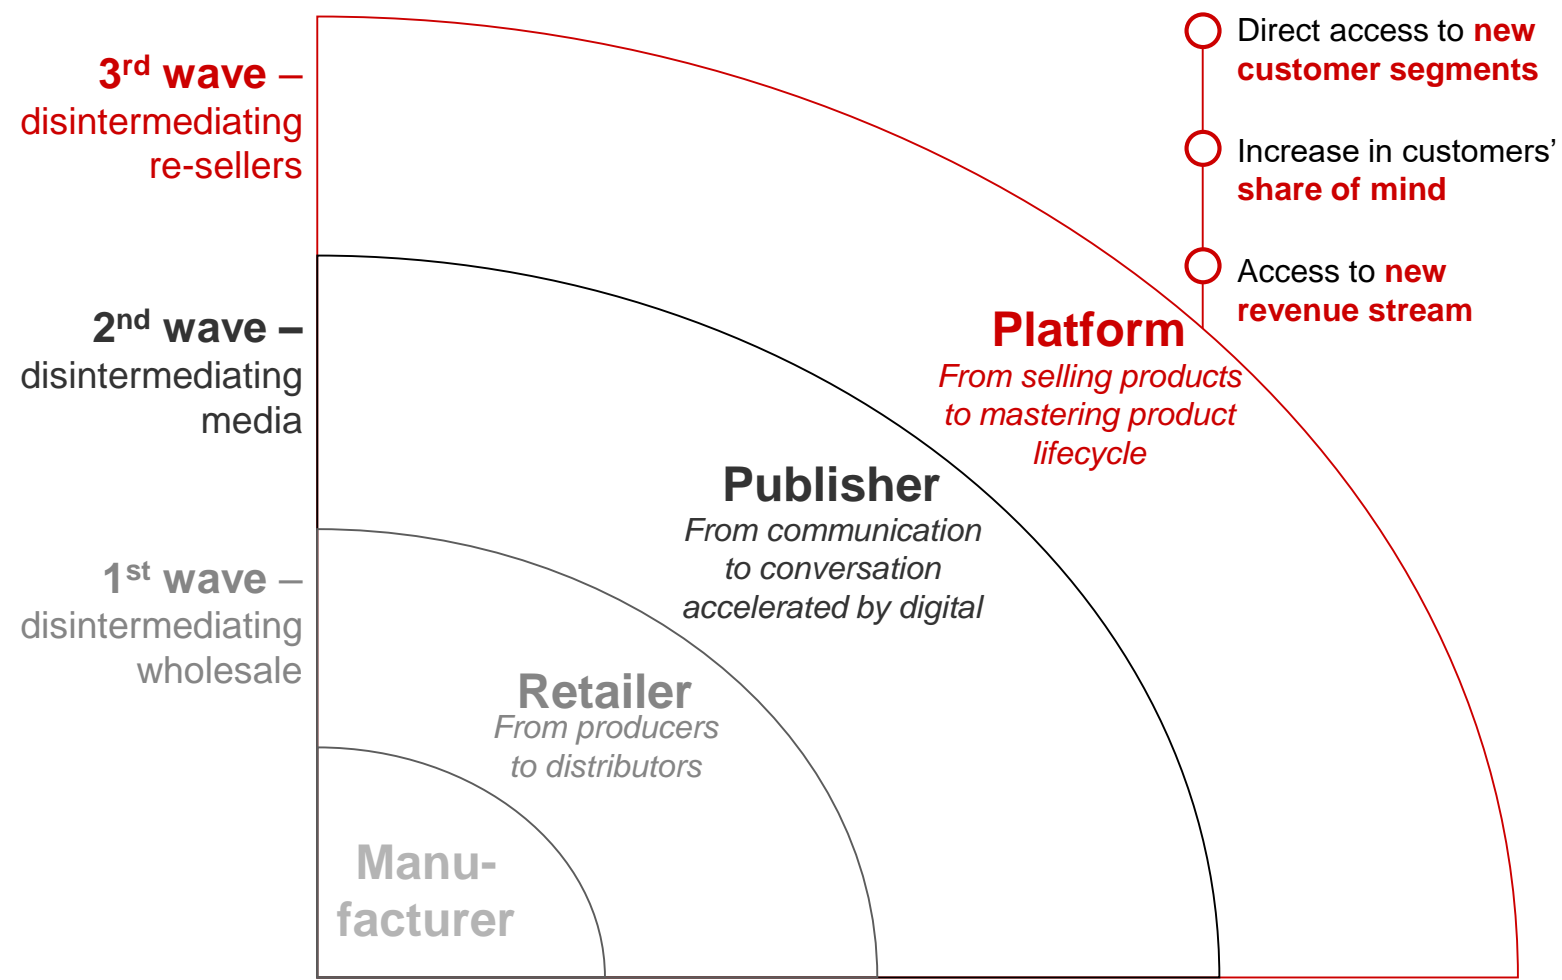 3rd wave –
disintermediating
re-sellers
2nd wave –
disintermediating
media
1st wave –
disintermediating
wholesale
Direct access to new
customer segments
Increase in customers’
share of mind
Access to new
revenue stream
Platform
From selling products
to mastering product
lifecycle
Publisher
From communication
to conversation
accelerated by digital
Retailer
From producers
to distributors
Manu-
facturer